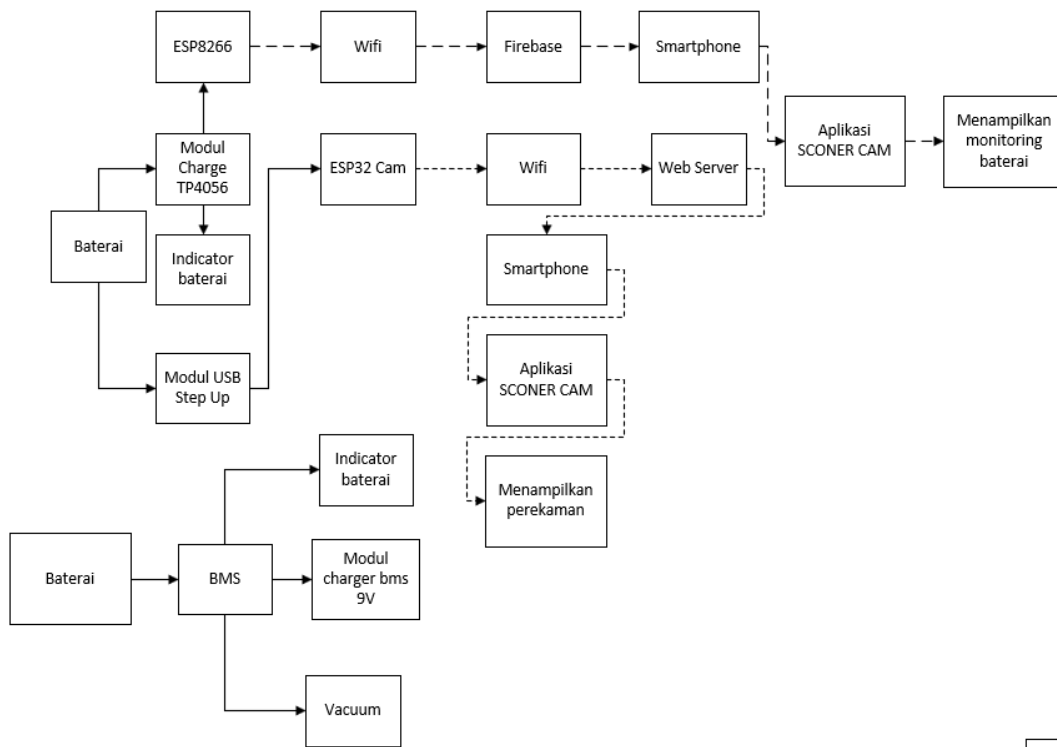 ESP8266
Wifi
Firebase
Smartphone
Aplikasi
SCONER CAM
Menampilkan
monitoring
baterai
Modul
Charge
TP4056
ESP32 Cam
Wifi
Web Server
Baterai
Indicator
baterai
Smartphone
Modul USB
Step Up
Aplikasi
SCONER CAM
Indicator
baterai
Menampilkan
perekaman
Baterai
BMS
Modul
charger bms
9V
Vacuum